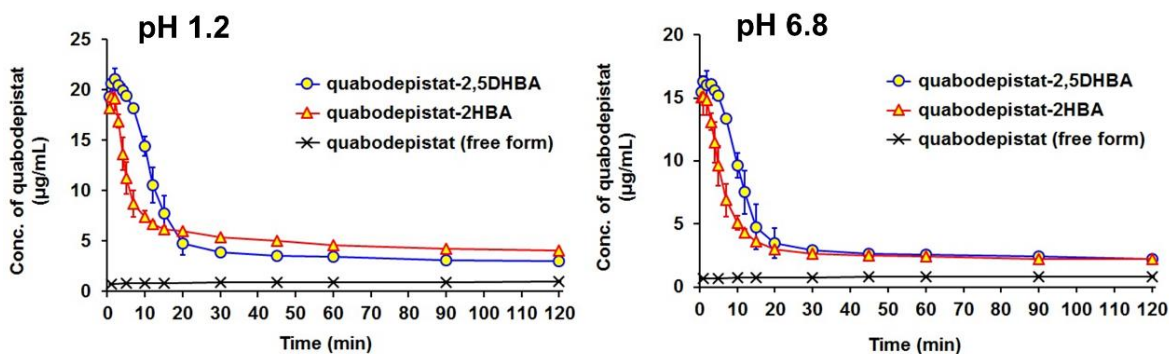 pH 1.2
25
20
15
10
5
0
Conc. of quabodepistat
(µg/mL)
quabodepistat-2,5DHBA
quabodepistat-2HBA
quabodepistat (free form)
0 10 20 30 40 50 60 70 80 90 100 110 120
Time (min)
pH 6.8
20
15
10
5
0
Conc. of quabodepistat
(µg/mL)
quabodepistat-2,5DHBA
quabodepistat-2HBA
quabodepistat (free form)
0 10 20 30 40 50 60 70 80 90 100 110 120
Time (min)